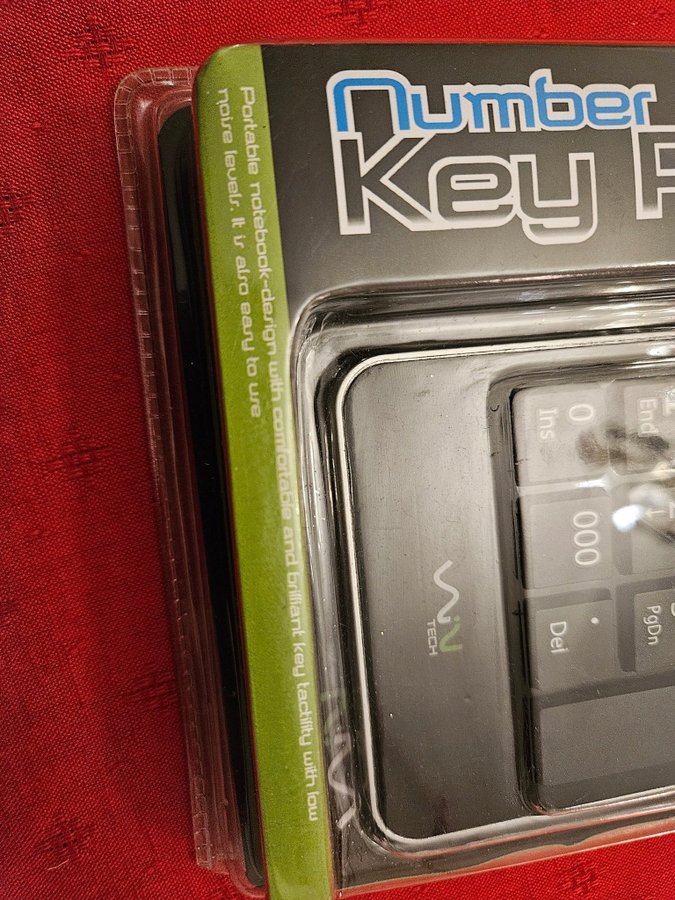 number
Key P
Portable notebook-design with comfortable and brilliant key tactility with low
noise levels. It is also easy to use
0
Ins
End
000
.
Del
PgDn
TECH